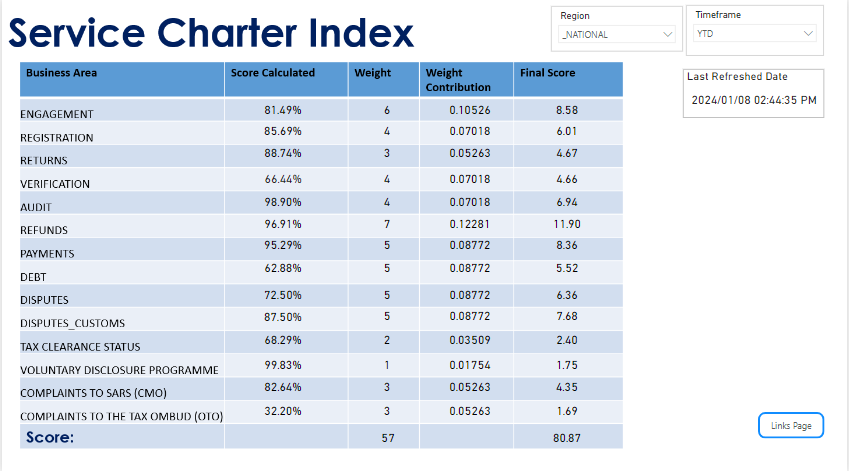 Service Charter Index
Region
_NATIONAL
Timeframe
YTD
Last Refreshed Date
2024/01/08 02:44:35 PM
Business Area Score Calculated Weight Weight Contribution Final Score
ENGAGEMENT 81.49% 6 0.10526 8.58
REGISTRATION 85.69% 4 0.07018 6.01
RETURNS 88.74% 3 0.05263 4.67
VERIFICATION 66.44% 4 0.07018 4.66
AUDIT 98.90% 4 0.07018 6.94
REFUNDS 96.91% 7 0.12281 11.90
PAYMENTS 95.29% 5 0.08772 8.36
DEBT 62.88% 5 0.08772 5.52
DISPUTES 72.50% 5 0.08772 6.36
DISPUTES_CUSTOMS 87.50% 5 0.08772 7.68
TAX CLEARANCE STATUS 68.29% 2 0.03509 2.40
VOLUNTARY DISCLOSURE PROGRAMME 99.83% 1 0.01754 1.75
COMPLAINTS TO SARS (CMO) 82.64% 3 0.05263 4.35
COMPLAINTS TO THE TAX OMBUD (OTO) 32.20% 3 0.05263 1.69
Score: 57 80.87
Links Page